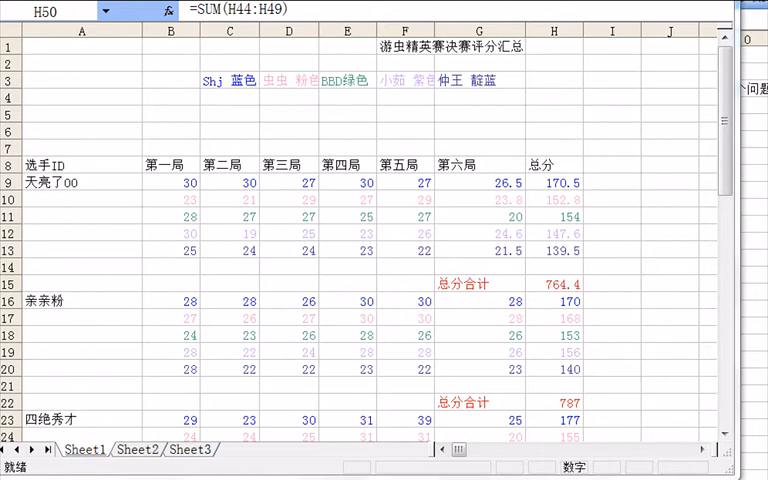 H50 fx =SUM(H44:H49)
A B C D E F G H I J O
1 游虫精英赛决赛评分汇总
2
3 Shj 蓝色 虫虫 粉色 BBD绿色 小茹 紫色 仲王 靛蓝
4 个问题
5
6
7
8 选手ID 第一局 第二局 第三局 第四局 第五局 第六局 总分
9 天亮了00 30 30 27 30 27 26.5 170.5
10 23 21 29 27 29 23.8 152.8
11 28 27 27 25 27 20 154
12 30 19 25 23 26 24.6 147.6
13 25 24 24 23 22 21.5 139.5
14
15 总分合计 764.4
16 亲亲粉 28 28 26 30 30 28 170
17 27 26 27 30 30 28 168
18 24 23 26 28 26 26 153
19 28 22 24 28 28 26 156
20 28 22 22 23 22 23 140
21
22 总分合计 787
23 四绝秀才 29 23 30 31 39 25 177
24 24 24 25 31 31 20 155
Sheet1 Sheet2 Sheet3
就绪 数字